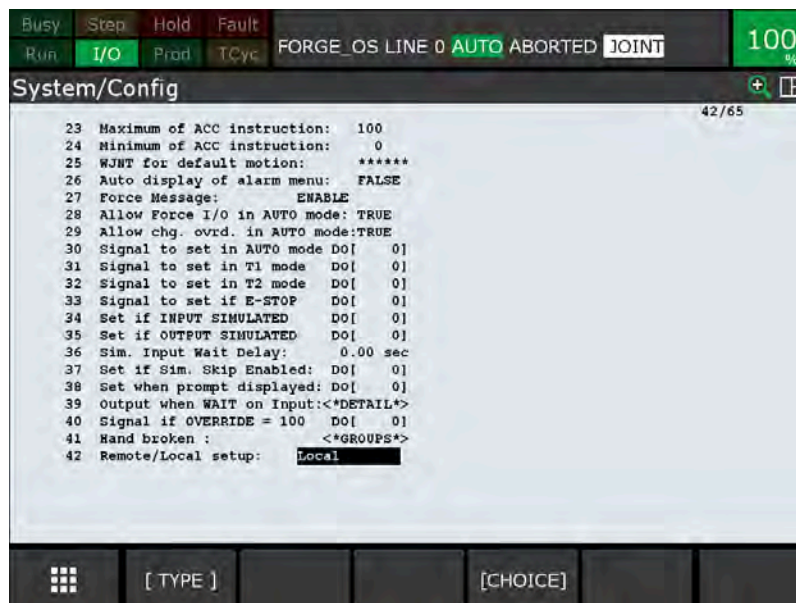 Busy Step Hold Fault
Run I/O Prod TCyc
FORGE_OS LINE 0 AUTO ABORTED JOINT
100
%
System/Config
42/65
23 Maximum of ACC instruction: 100
24 Minimum of ACC instruction: 0
25 WJNT for default motion: ******
26 Auto display of alarm menu: FALSE
27 Force Message: ENABLE
28 Allow Force I/O in AUTO mode: TRUE
29 Allow chg. ovrd. in AUTO mode:TRUE
30 Signal to set in AUTO mode DO[ 0]
31 Signal to set in T1 mode DO[ 0]
32 Signal to set in T2 mode DO[ 0]
33 Signal to set if E-STOP DO[ 0]
34 Set if INPUT SIMULATED DO[ 0]
35 Set if OUTPUT SIMULATED DO[ 0]
36 Sim. Input Wait Delay: 0.00 sec
37 Set if Sim. Skip Enabled: DO[ 0]
38 Set when prompt displayed: DO[ 0]
39 Output when WAIT on Input:<*DETAIL*>
40 Signal if OVERRIDE = 100 DO[ 0]
41 Hand broken : <*GROUPS*>
42 Remote/Local setup: Local
[ TYPE ] [CHOICE]